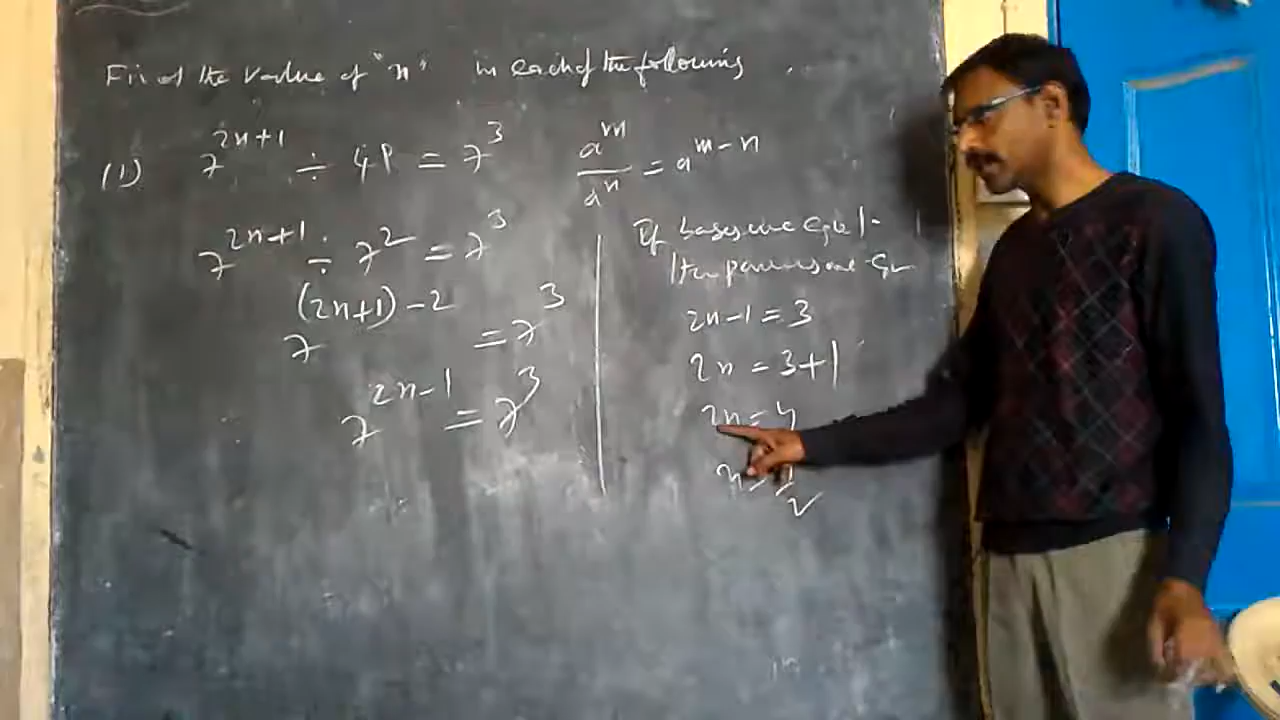 Find the value of "n" in each of the following
(1) 7^{2n+1} ÷ 49 = 7^3
a^m / a^n = a^{m-n}
7^{2n+1} ÷ 7^2 = 7^3
7^{(2n+1)-2} = 7^3
7^{2n-1} = 7^3
If bases are equal
then powers are
2n-1 = 3
2n = 3+1
2n = 4
n =
2